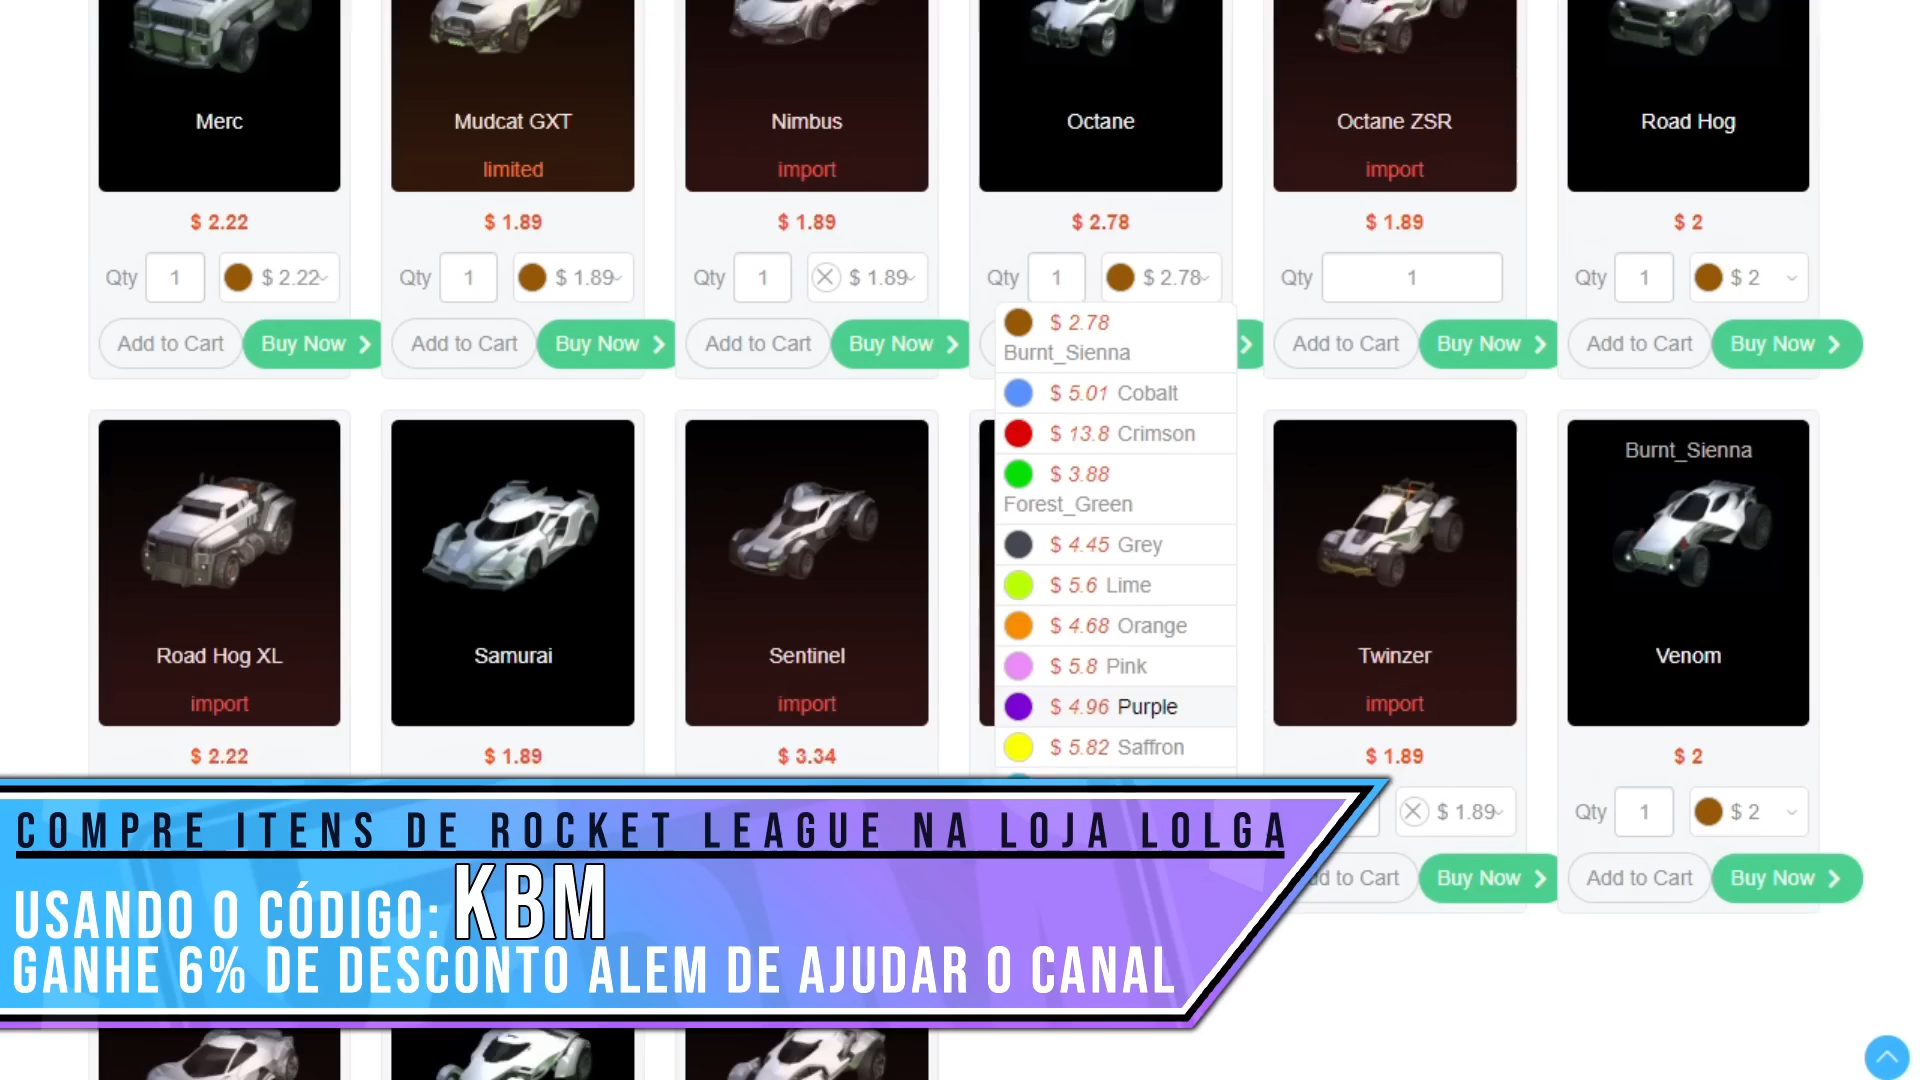 Merc
Mudcat GXT
Nimbus
Octane
Octane ZSR
Road Hog
limited
import
import
$ 2.22
$ 1.89
$ 1.89
$ 2.78
$ 1.89
$ 2
Qty 1 $ 2.22
Qty 1 $ 1.89
Qty 1 $ 1.89
Qty 1 $ 2.78
Qty 1
Qty 1 $ 2
Add to Cart Buy Now
Add to Cart Buy Now
Add to Cart Buy Now
Add to Cart Buy Now
Add to Cart Buy Now
$ 2.78
Burnt_Sienna
$ 5.01 Cobalt
$ 13.8 Crimson
$ 3.88
Forest_Green
$ 4.45 Grey
$ 5.6 Lime
$ 4.68 Orange
$ 5.8 Pink
$ 4.96 Purple
$ 5.82 Saffron
Burnt_Sienna
Road Hog XL
Samurai
Sentinel
Twinzer
Venom
import
import
import
$ 2.22
$ 1.89
$ 3.34
$ 1.89
$ 2
$ 1.89
Qty 1 $ 2
to Cart Buy Now
Add to Cart Buy Now
COMPRE ITENS DE ROCKET LEAGUE NA LOJA LOLGA
USANDO O CÓDIGO: KBM
GANHE 6% DE DESCONTO ALEM DE AJUDAR O CANAL